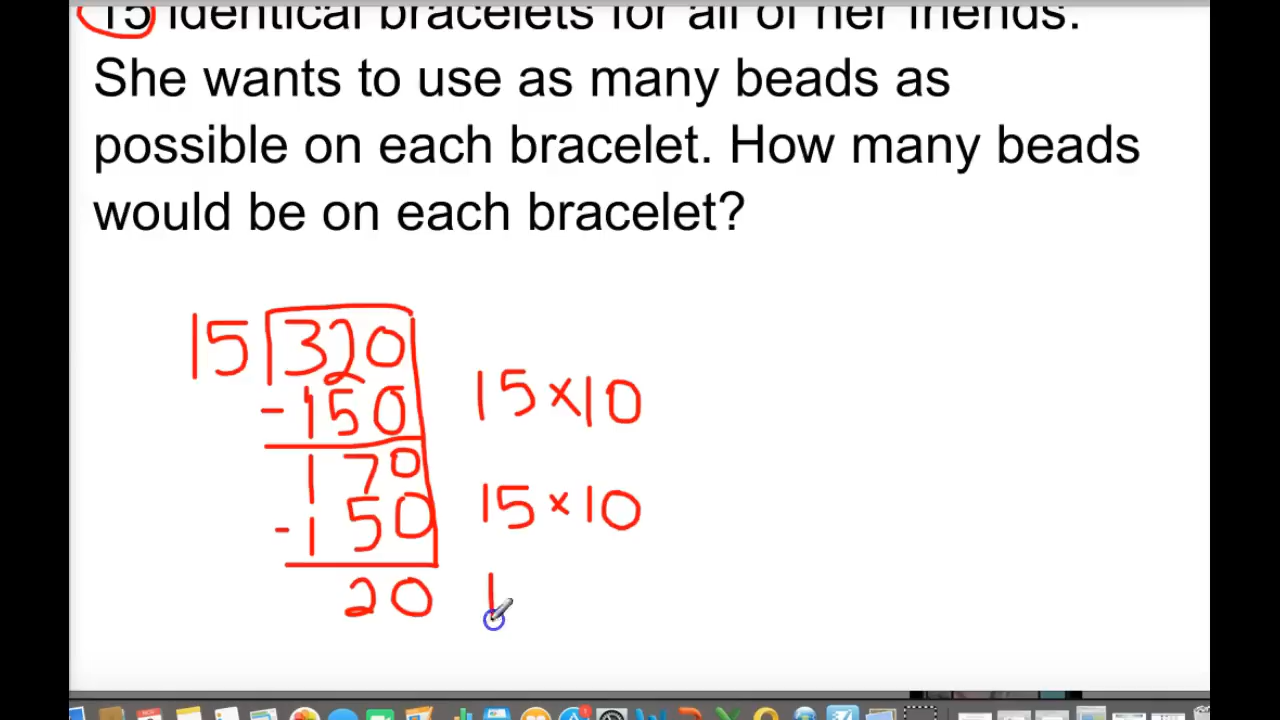 15 identical bracelets for all of her friends.
She wants to use as many beads as
possible on each bracelet. How many beads
would be on each bracelet?
15 320
-150 15×10
170
-150 15×10
20 1